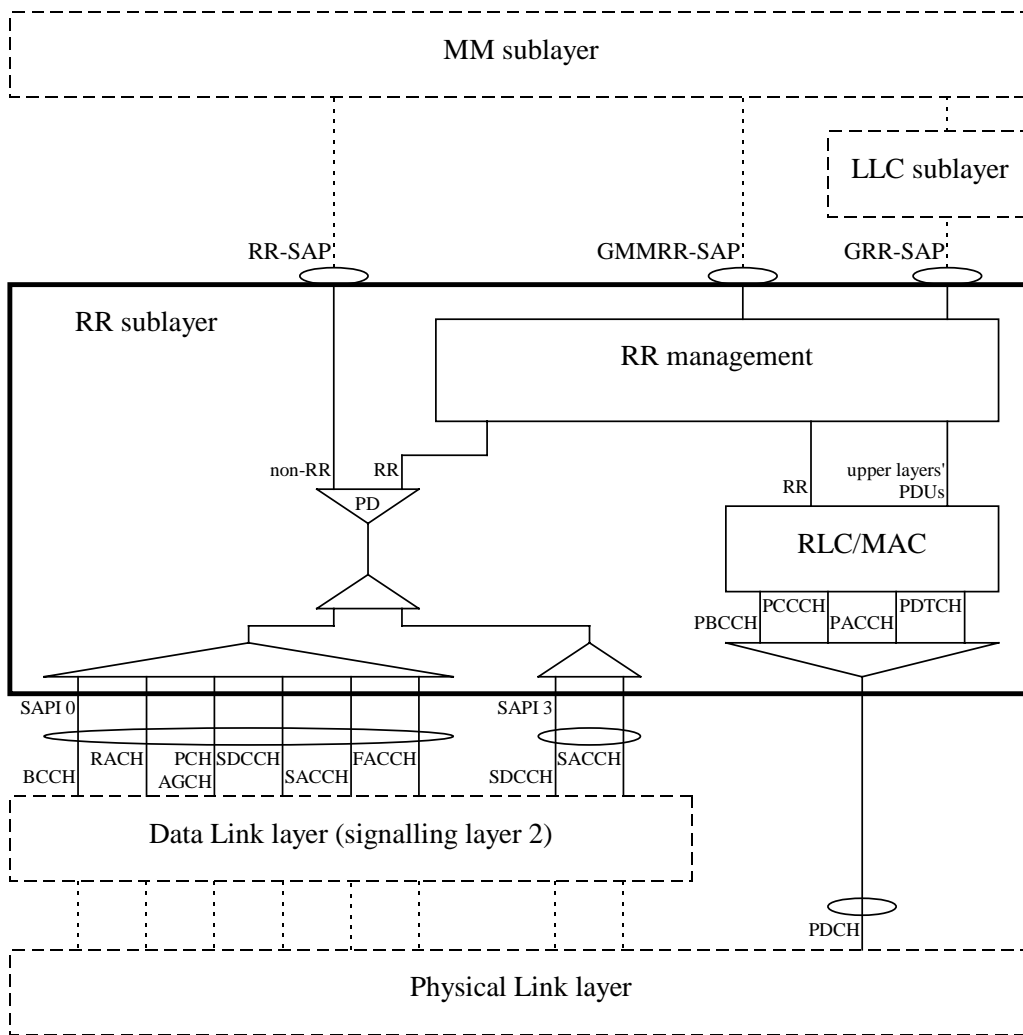 MM sublayer
LLC sublayer
RR-SAP
GMMRR-SAP
GRR-SAP
RR sublayer
RR management
non-RR
RR
PD
RR
upper layers'
PDUs
RLC/MAC
PBCCH
PCCCH
PACCH
PDTCH
SAPI 0
SAPI 3
BCCH
RACH
PCH
AGCH
SDCCH
SACCH
FACCH
SDCCH
SACCH
Data Link layer (signalling layer 2)
PDCH
Physical Link layer